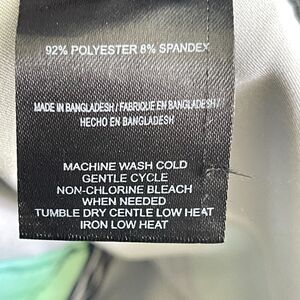 92% POLYESTER 8% SPANDEX
MADE IN BANGLADESH / FABRIQUE EN BANGLADESH /
HECHO EN BANGLADESH
MACHINE WASH COLD
GENTLE CYCLE
NON-CHLORINE BLEACH
WHEN NEEDED
TUMBLE DRY CENTLE LOW HEAT
IRON LOW HEAT